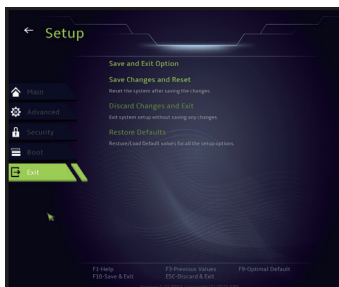 Setup
Save and Exit Option
Save Changes and Reset
Reset the system after saving the changes.
Discard Changes and Exit
Exit system setup without saving any changes
Restore Defaults
Restore/Load Default values for all the setup options
Main
Advanced
Security
Boot
Exit
F1-Help F3-Previous Values F9-Optimal Default
F10-Save & Exit ESC-Discard & Exit